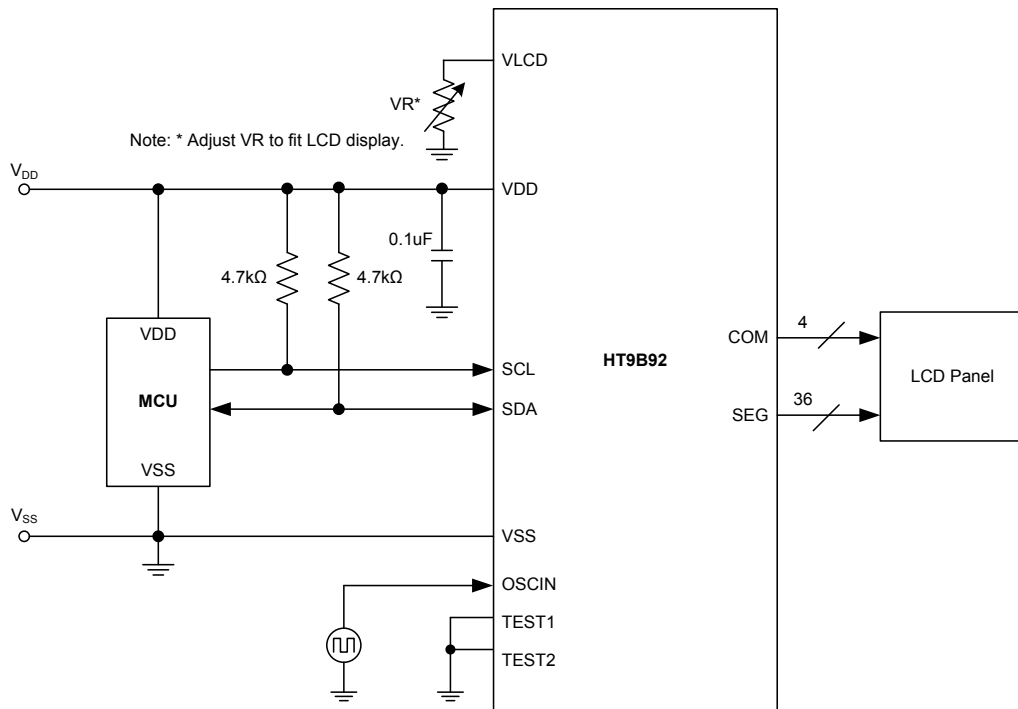 VLCD
VR*
Note: * Adjust VR to fit LCD display.
VDD
VDD
0.1uF
4.7kΩ
4.7kΩ
VDD
MCU
VSS
SCL
SDA
HT9B92
COM
4
SEG
36
LCD Panel
VSS
VSS
OSCIN
TEST1
TEST2